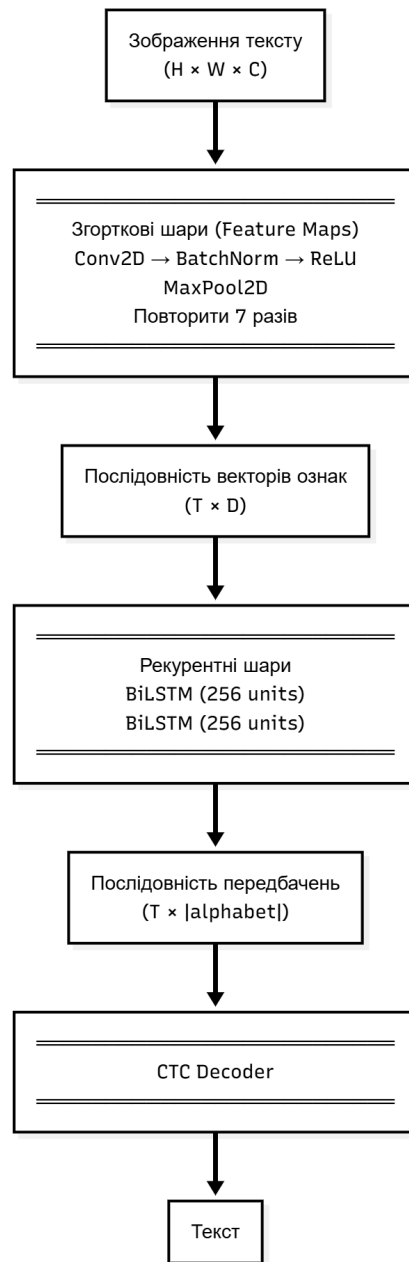 Зображення тексту
(H × W × C)
Згорткові шари (Feature Maps)
Conv2D → BatchNorm → ReLU
MaxPool2D
Повторити 7 разів
Послідовність векторів ознак
(T × D)
Рекурентні шари
BiLSTM (256 units)
BiLSTM (256 units)
Послідовність передбачень
(T × |alphabet|)
CTC Decoder
Текст